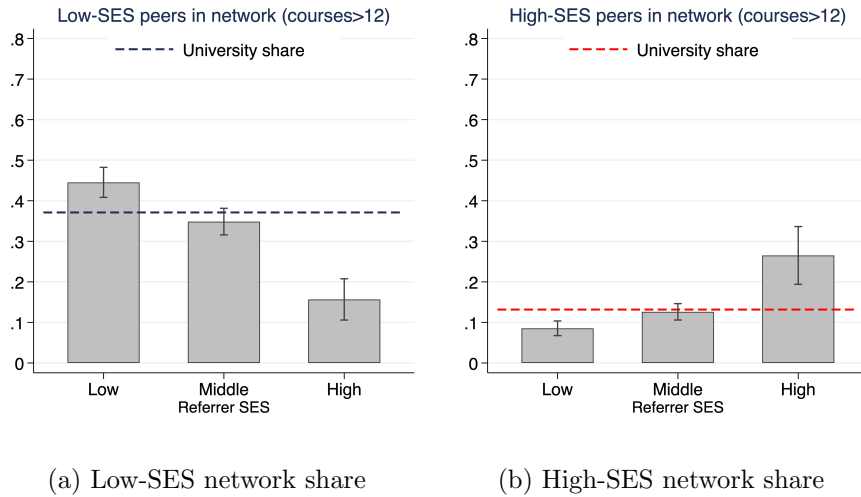 Low-SES peers in network (courses>12)
University share
.8
.7
.6
.5
.4
.3
.2
.1
0
Low Middle High
Referrer SES
(a) Low-SES network share
High-SES peers in network (courses>12)
University share
.8
.7
.6
.5
.4
.3
.2
.1
0
Low Middle High
Referrer SES
(b) High-SES network share